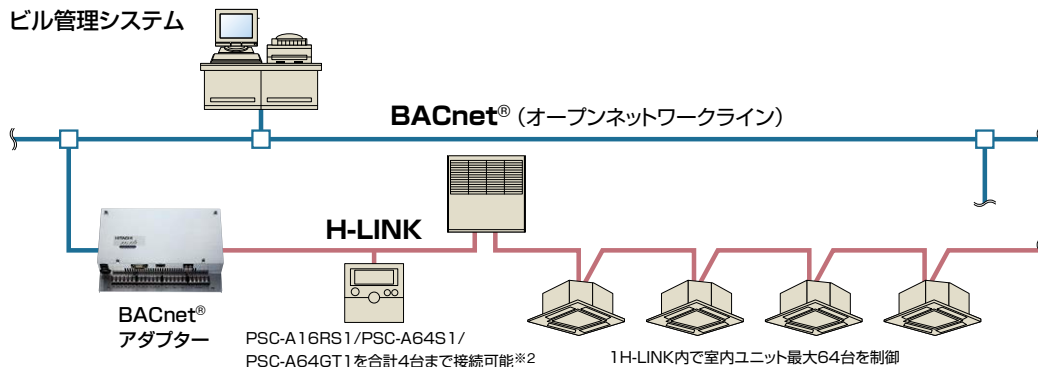 ビル管理システム
BACnet®（オープンネットワークライン）
H-LINK
HITACHI
BACnet®
アダプター
PSC-A16RS1/PSC-A64S1/
PSC-A64GT1を合計4台まで接続可能※2
1H-LINK内で室内ユニット最大64台を制御